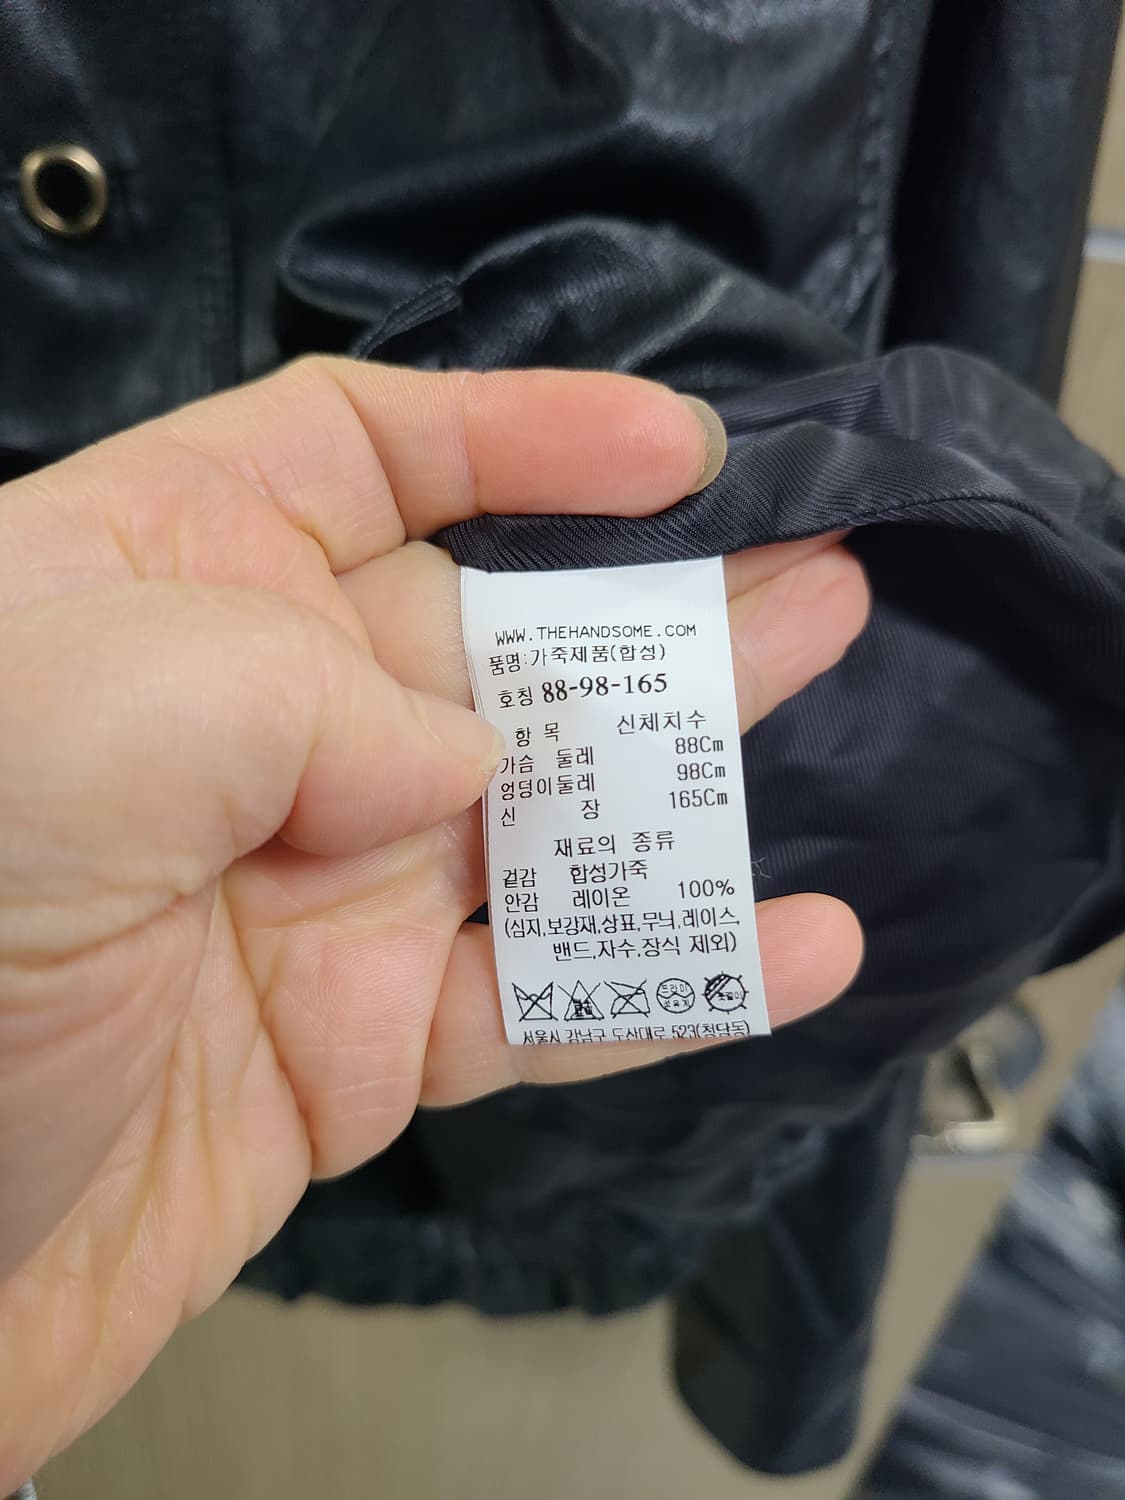 WWW.THEHANDSOME.COM
품명:가죽제품(합성)
호칭 88-98-165
항 목 신체치수
가슴 둘레 88Cm
엉덩이둘레 98Cm
신 장 165Cm
재료의 종류
겉감 합성가죽
안감 레이온 100%
(심지,보강재,상표,무늬,레이스,
밴드,자수,장식 제외)
드라이
서울시 강남구 도산대로 523(청담동)